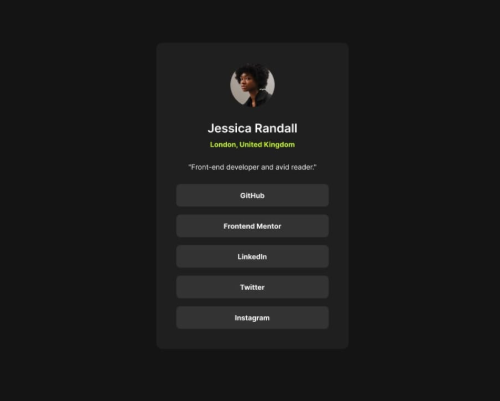 Jessica Randall
London, United Kingdom
"Front-end developer and avid reader."
GitHub
Frontend Mentor
LinkedIn
Twitter
Instagram